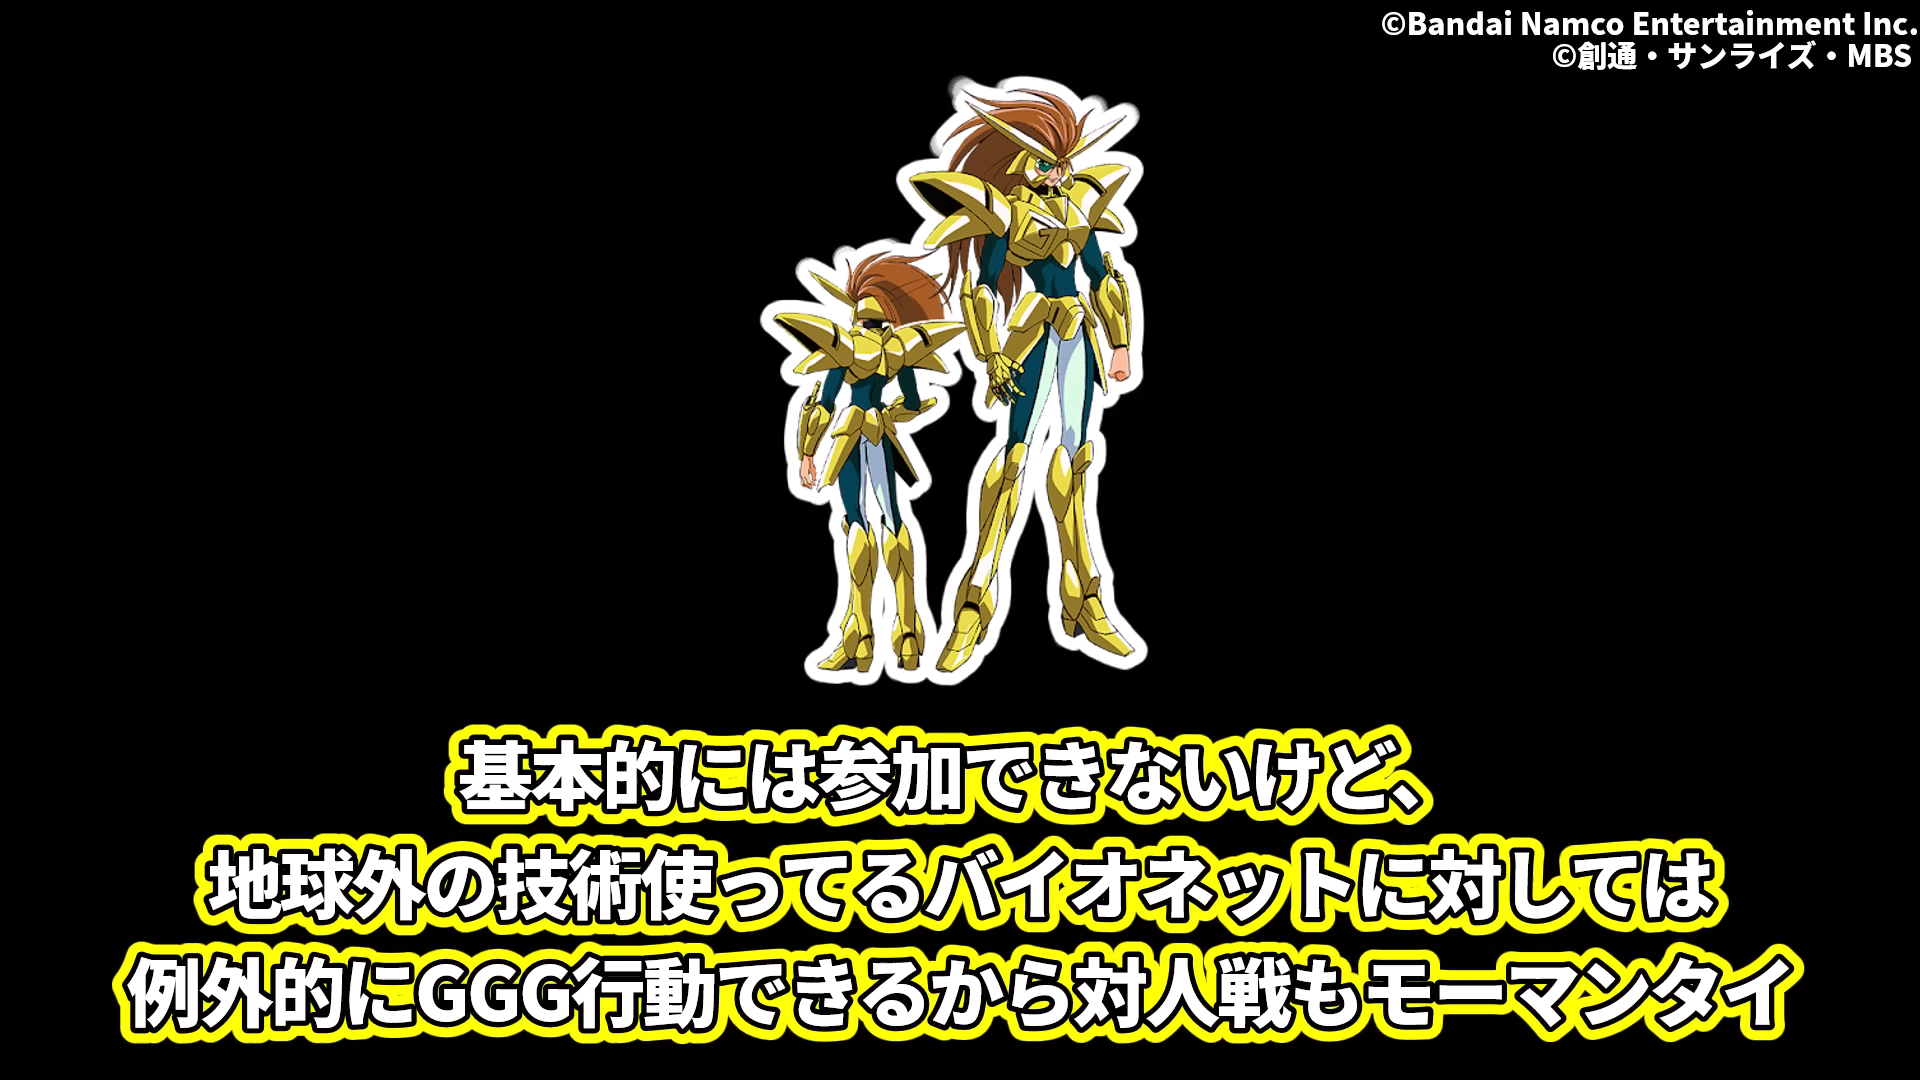 ©Bandai Namco Entertainment Inc.
©創通・サンライズ・MBS
基本的には参加できないけど、
地球外の技術使ってるバイオネットに対しては
例外的にGGG行動できるから対人戦もモーマンタイ